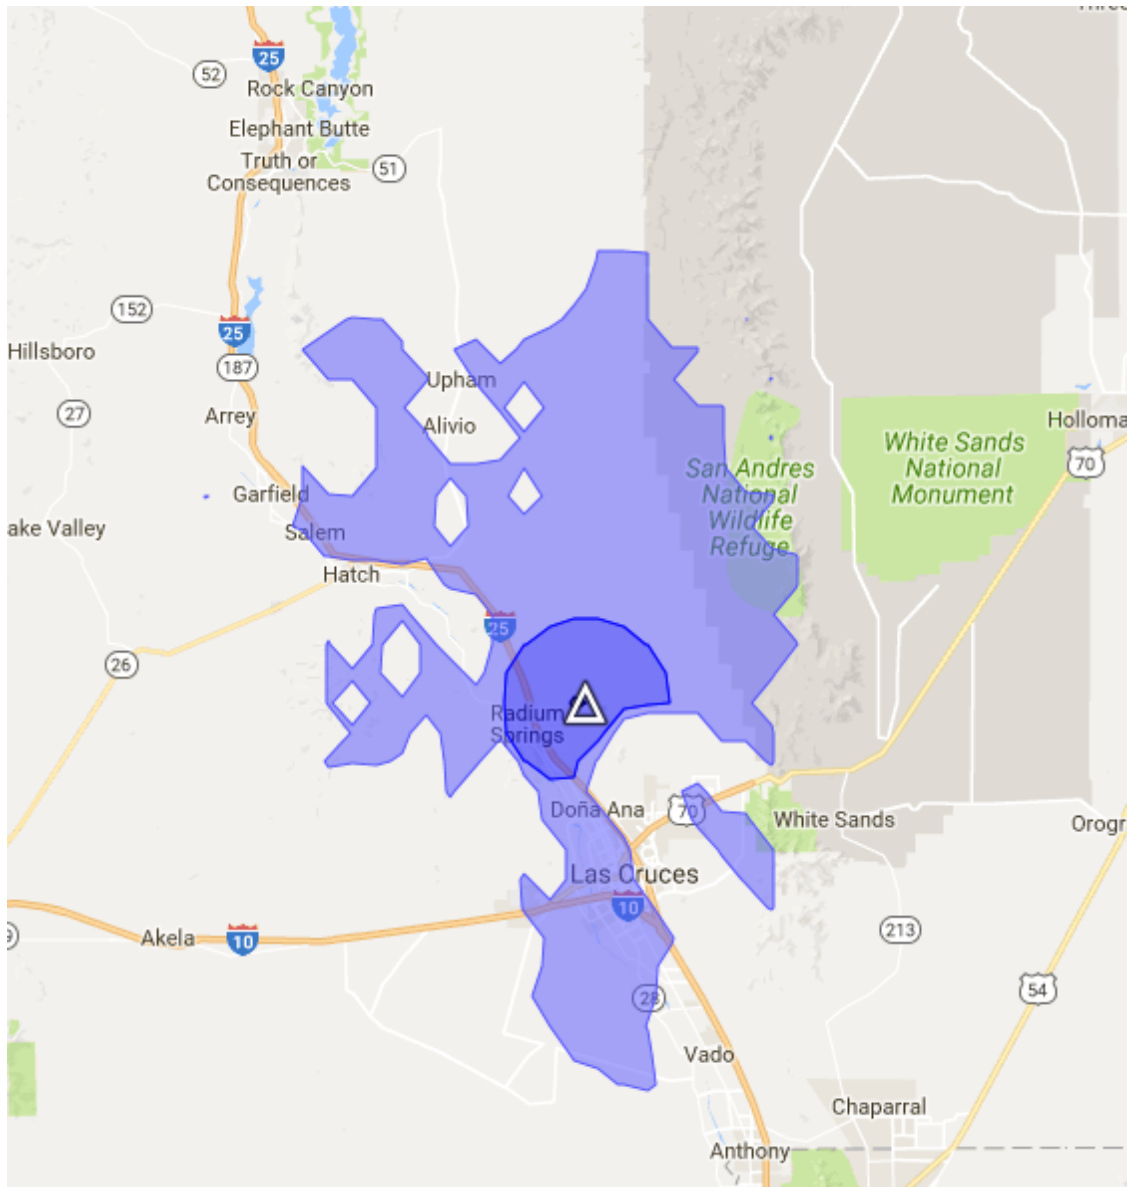 Three
25
52
Rock Canyon
Elephant Butte
Truth or
Consequences
51
152
25
Hillsboro
187
Upham
27
Arrey
Alivio
Holloma
White Sands
National
Monument
70
San Andres
National
Wildlife
Refuge
Garfield
Salem
ake Valley
Hatch
25
26
Radium
Springs
Doña Ana
70
White Sands
Orogr
Las Cruces
10
9
Akela
10
213
54
28
Vado
Chaparral
Anthony